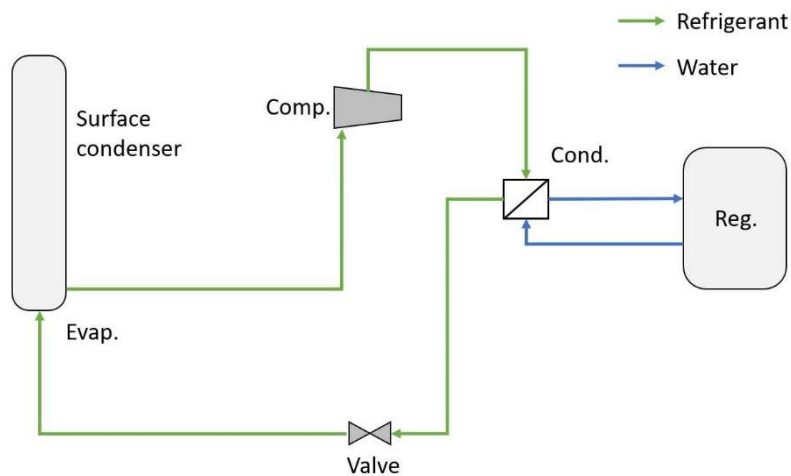 Refrigerant
Water
Comp.
Surface
condenser
Cond.
Reg.
Evap.
Valve